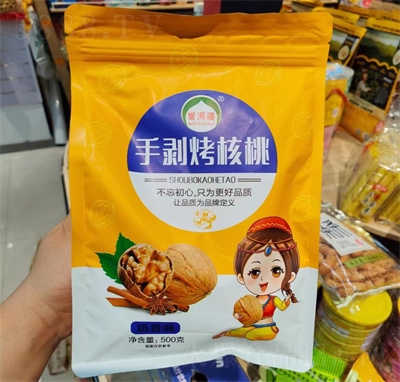 手剥烤核桃
SHOUBOKAOHETAO
不忘初心,只为更好品质
让品质为品牌定义
奶香味
净含量:500克